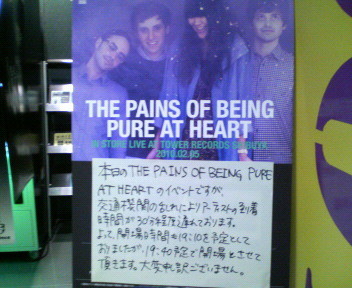 THE PAINS OF BEING
PURE AT HEART
IN STORE LIVE AT TOWER RECORDS SHIBUYA
2010.02.05
本日のTHE PAINS OF BEING PURE
AT HEARTのイベントですが、
交通機関の乱れによりアーティストの到着
時間が30分程度遅れております。
よって、開場時間も19:10を予定として
おりましたが、19:40予定で開場とさせて
頂きます。大変申し訳ございません。